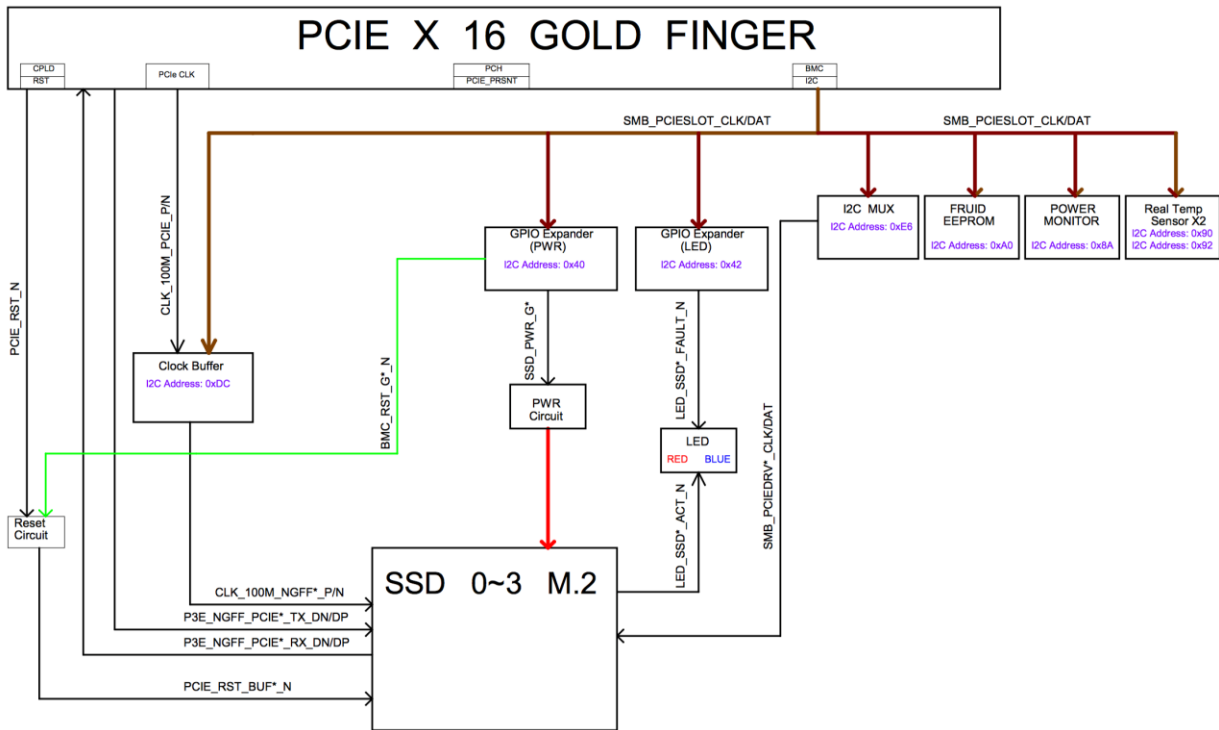 PCIE X 16 GOLD FINGER
CPLD
RST
PCIe CLK
PCH
PCIE_PRSNT
BMC
I2C
SMB_PCIESLOT_CLK/DAT
SMB_PCIESLOT_CLK/DAT
PCIE_RST_N
CLK_100M_PCIE_P/N
GPIO Expander
(PWR)
I2C Address: 0x40
GPIO Expander
(LED)
I2C Address: 0x42
I2C MUX
I2C Address: 0xE6
FRUID
EEPROM
I2C Address: 0xA0
POWER
MONITOR
I2C Address: 0x8A
Real Temp
Sensor X2
I2C Address: 0x90
I2C Address: 0x92
Clock Buffer
I2C Address: 0xDC
BMC_RST_G*_N
SSD_PWR_G*
LED_SSD*_FAULT_N
PWR
Circuit
LED
RED BLUE
SMB_PCIEDRV*_CLK/DAT
LED_SSD*_ACT_N
Reset
Circuit
SSD 0~3 M.2
CLK_100M_NGFF*_P/N
P3E_NGFF_PCIE*_TX_DN/DP
P3E_NGFF_PCIE*_RX_DN/DP
PCIE_RST_BUF*_N